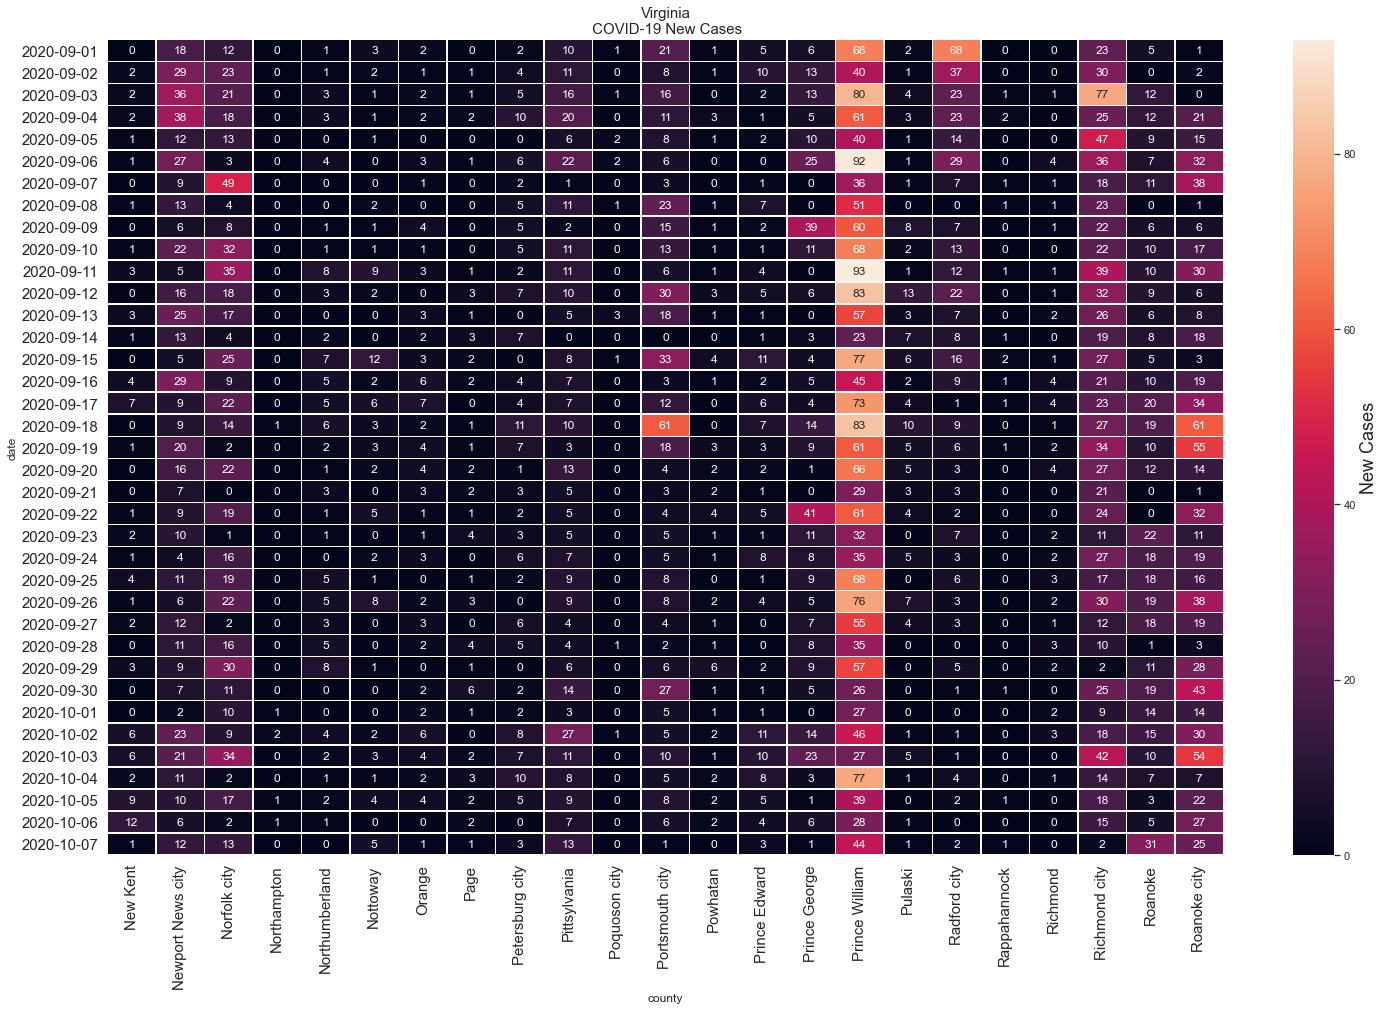 Virginia
COVID-19 New Cases
2020-09-01 0 18 12 0 1 3 2 0 2 10 1 21 1 5 6 68 2 68 0 0 23 5 1
2020-09-02 2 29 23 0 1 2 1 1 4 11 0 8 1 10 13 40 1 37 0 0 30 0 2
2020-09-03 2 36 21 0 3 1 2 1 5 16 1 16 0 2 13 80 4 23 1 1 77 12 0
2020-09-04 2 38 18 0 3 1 2 2 10 20 0 11 3 1 5 61 3 23 2 0 25 12 21
2020-09-05 1 12 13 0 0 1 0 0 0 6 2 8 1 2 10 40 1 14 0 0 47 9 15
2020-09-06 1 27 3 0 4 0 3 1 6 22 2 6 0 0 25 92 1 29 0 4 36 7 32
2020-09-07 0 9 49 0 0 0 1 0 2 1 0 3 0 1 0 36 1 7 1 1 18 11 38
2020-09-08 1 13 4 0 0 2 0 0 5 11 1 23 1 7 0 51 0 0 1 1 23 0 1
2020-09-09 0 6 8 0 1 1 4 0 5 2 0 15 1 2 39 60 8 7 0 1 22 6 6
2020-09-10 1 22 32 0 1 1 1 0 5 11 0 13 1 1 11 68 2 13 0 0 22 10 17
2020-09-11 3 5 35 0 8 9 3 1 2 11 0 6 1 4 0 93 1 12 1 1 39 10 30
2020-09-12 0 16 18 0 3 2 0 3 7 10 0 30 3 5 6 83 13 22 0 1 32 9 6
2020-09-13 3 25 17 0 0 0 3 1 0 5 3 18 1 1 0 57 3 7 0 2 26 6 8
2020-09-14 1 13 4 0 2 0 2 3 7 0 0 0 0 1 3 23 7 8 1 0 19 8 18
2020-09-15 0 5 25 0 7 12 3 2 0 8 1 33 4 11 4 77 6 16 2 1 27 5 3
2020-09-16 4 29 9 0 5 2 6 2 4 7 0 3 1 2 5 45 2 9 1 4 21 10 19
2020-09-17 7 9 22 0 5 6 7 0 4 7 0 12 0 6 4 73 4 1 1 4 23 20 34
2020-09-18 0 9 14 1 6 3 2 1 11 10 0 61 0 7 14 83 10 9 0 1 27 19 61
2020-09-19 1 20 2 0 2 3 4 1 7 3 0 18 3 3 9 61 5 6 1 2 34 10 55
2020-09-20 0 16 22 0 1 2 4 2 1 13 0 4 2 2 1 66 5 3 0 4 27 12 14
2020-09-21 0 7 0 0 3 0 3 2 3 5 0 3 2 1 0 29 3 3 0 0 21 0 1
2020-09-22 1 9 19 0 1 5 1 1 2 5 0 4 4 5 41 61 4 2 0 0 24 0 32
2020-09-23 2 10 1 0 1 0 1 4 3 5 0 5 1 1 11 32 0 7 0 2 11 22 11
2020-09-24 1 4 16 0 0 2 3 0 6 7 0 5 1 8 8 35 5 3 0 2 27 18 19
2020-09-25 4 11 19 0 5 1 0 1 2 9 0 8 0 1 9 68 0 6 0 3 17 18 16
2020-09-26 1 6 22 0 5 8 2 3 0 9 0 8 2 4 5 76 7 3 0 2 30 19 38
2020-09-27 2 12 2 0 3 0 3 0 6 4 0 4 1 0 7 55 4 3 0 1 12 18 19
2020-09-28 0 11 16 0 5 0 2 4 5 4 1 2 1 0 8 35 0 0 0 3 10 1 3
2020-09-29 3 9 30 0 8 1 0 1 0 6 0 6 6 2 9 57 0 5 0 2 2 11 28
2020-09-30 0 7 11 0 0 0 2 6 2 14 0 27 1 1 5 26 0 1 1 0 25 19 43
2020-10-01 0 2 10 1 0 0 2 1 2 3 0 5 1 1 0 27 0 0 0 2 9 14 14
2020-10-02 6 23 9 2 4 2 6 0 8 27 1 5 2 11 14 46 1 1 0 3 18 15 30
2020-10-03 6 21 34 0 2 3 4 2 7 11 0 10 1 10 23 27 5 1 0 0 42 10 54
2020-10-04 2 11 2 0 1 1 2 3 10 8 0 5 2 8 3 77 1 4 0 1 14 7 7
2020-10-05 9 10 17 1 2 4 4 2 5 9 0 8 2 5 1 39 0 2 1 0 18 3 22
2020-10-06 12 6 2 1 1 0 0 2 0 7 0 6 2 4 6 28 1 0 0 0 15 5 27
2020-10-07 1 12 13 0 0 5 1 1 3 13 0 1 0 3 1 44 1 2 1 0 2 31 25
date
New Kent
Newport News city
Norfolk city
Northampton
Northumberland
Nottoway
Orange
Page
Petersburg city
Pittsylvania
Poquoson city
Portsmouth city
Powhatan
Prince Edward
Prince George
Prince William
Pulaski
Radford city
Rappahannock
Richmond
Richmond city
Roanoke
Roanoke city
county
80
60
40
20
0
New Cases